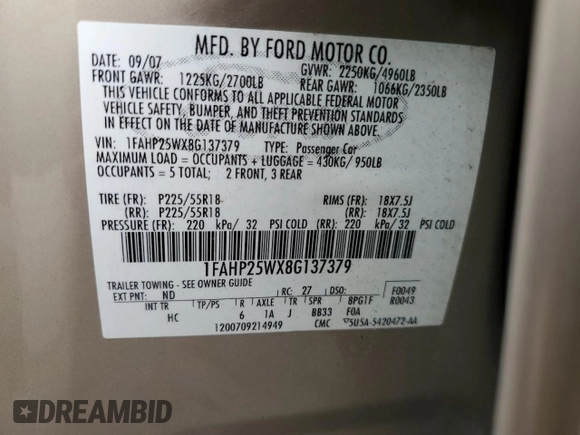 MFD. BY FORD MOTOR CO.
DATE: 09/07 GVWR: 2250KG/4960LB
FRONT GAWR: 1225KG/2700LB REAR GAWR: 1066KG/2350LB
THIS VEHICLE CONFORMS TO ALL APPLICABLE FEDERAL MOTOR
VEHICLE SAFETY, BUMPER, AND THEFT PREVENTION STANDARDS
IN EFFECT ON THE DATE OF MANUFACTURE SHOWN ABOVE.
VIN: 1FAHP25WX8G137379 TYPE: Passenger Car
MAXIMUM LOAD = OCCUPANTS + LUGGAGE = 430KG/950LB
OCCUPANTS = 5 TOTAL; 2 FRONT, 3 REAR
TIRE (FR): P225/55R18 RIMS (FR): 18X7.5J
(RR): P225/55R18 (RR): 18X7.5J
PRESSURE (FR): 220 kPa/ 32 PSI COLD (RR): 220 kPa/ 32 PSI COLD
1FAHP25WX8G137379
TRAILER TOWING - SEE OWNER GUIDE
EXT PNT: ND RC: 27 DSO: F0049
INT TR TP/PS R AXLE TR SPR BPG1F R0043
HC 6 1A J BB33 F0A
1200709214949 CMC 5U5A-5420472-AA
DREAMBID